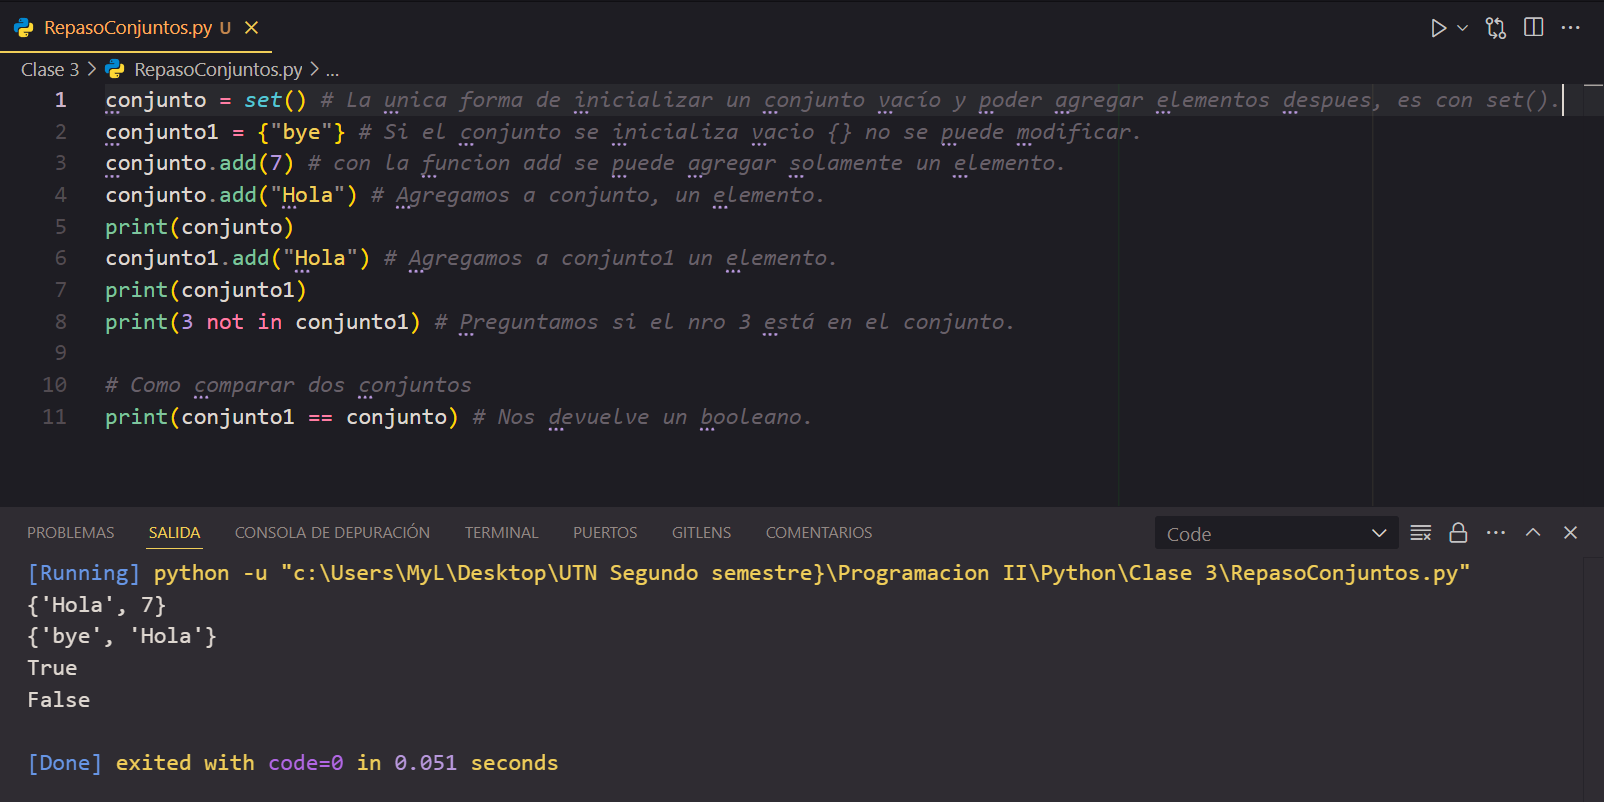 RepasoConjuntos.py U
Clase 3 > RepasoConjuntos.py > ...
1 conjunto = set() # La unica forma de inicializar un conjunto vacío y poder agregar elementos despues, es con set().
2 conjunto1 = {"bye"} # Si el conjunto se inicializa vacio {} no se puede modificar.
3 conjunto.add(7) # con la funcion add se puede agregar solamente un elemento.
4 conjunto.add("Hola") # Agregamos a conjunto, un elemento.
5 print(conjunto)
6 conjunto1.add("Hola") # Agregamos a conjunto1 un elemento.
7 print(conjunto1)
8 print(3 not in conjunto1) # Preguntamos si el nro 3 está en el conjunto.
9
10 # Como comparar dos conjuntos
11 print(conjunto1 == conjunto) # Nos devuelve un booleano.
PROBLEMAS SALIDA CONSOLA DE DEPURACIÓN TERMINAL PUERTOS GITLENS COMENTARIOS Code
[Running] python -u "c:\Users\MyL\Desktop\UTN Segundo semestre}\Programacion II\Python\Clase 3\RepasoConjuntos.py"
{'Hola', 7}
{'bye', 'Hola'}
True
False
[Done] exited with code=0 in 0.051 seconds